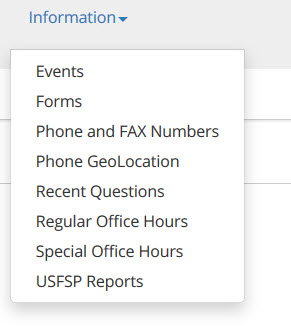 Information
Events
Forms
Phone and FAX Numbers
Phone GeoLocation
Recent Questions
Regular Office Hours
Special Office Hours
USFSP Reports